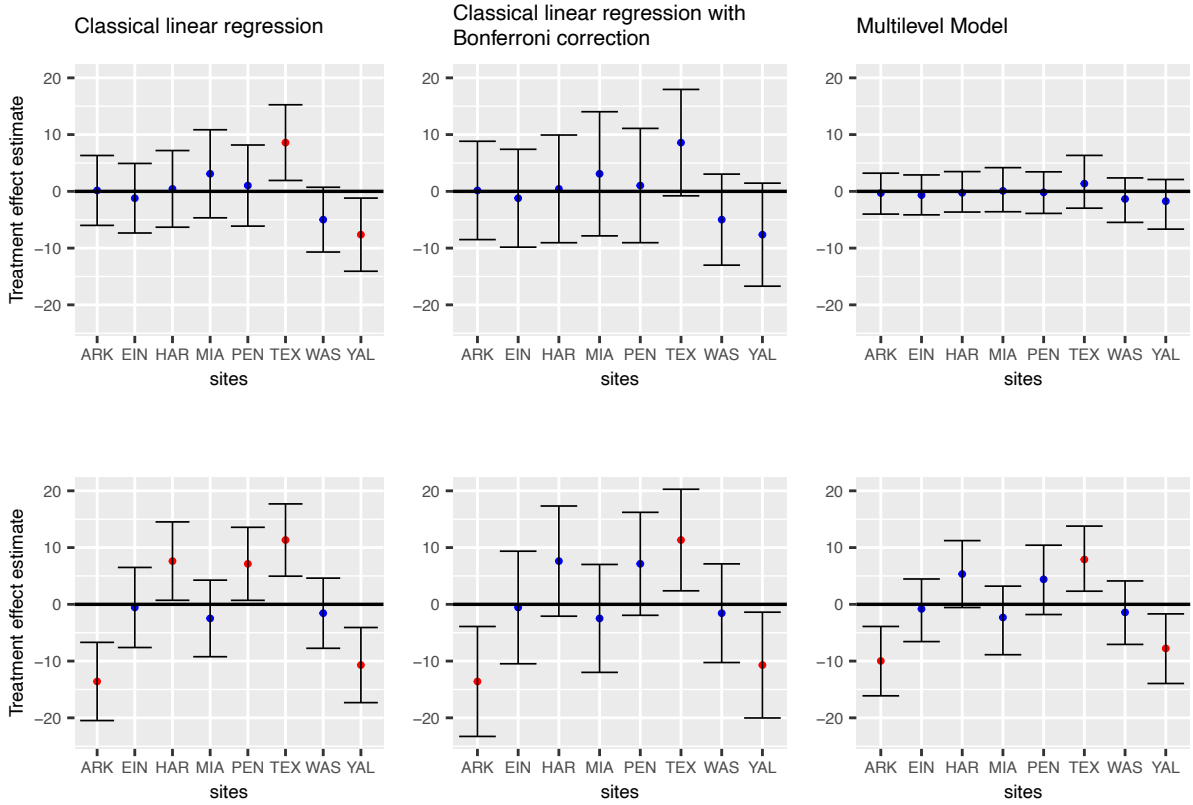 Classical linear regression
Classical linear regression with
Bonferroni correction
Multilevel Model
Treatment effect estimate
20
10
0
−10
−20
ARK EIN HAR MIA PEN TEX WAS YAL
sites
20
10
0
−10
−20
ARK EIN HAR MIA PEN TEX WAS YAL
sites
20
10
0
−10
−20
ARK EIN HAR MIA PEN TEX WAS YAL
sites
Treatment effect estimate
20
10
0
−10
−20
ARK EIN HAR MIA PEN TEX WAS YAL
sites
20
10
0
−10
−20
ARK EIN HAR MIA PEN TEX WAS YAL
sites
20
10
0
−10
−20
ARK EIN HAR MIA PEN TEX WAS YAL
sites